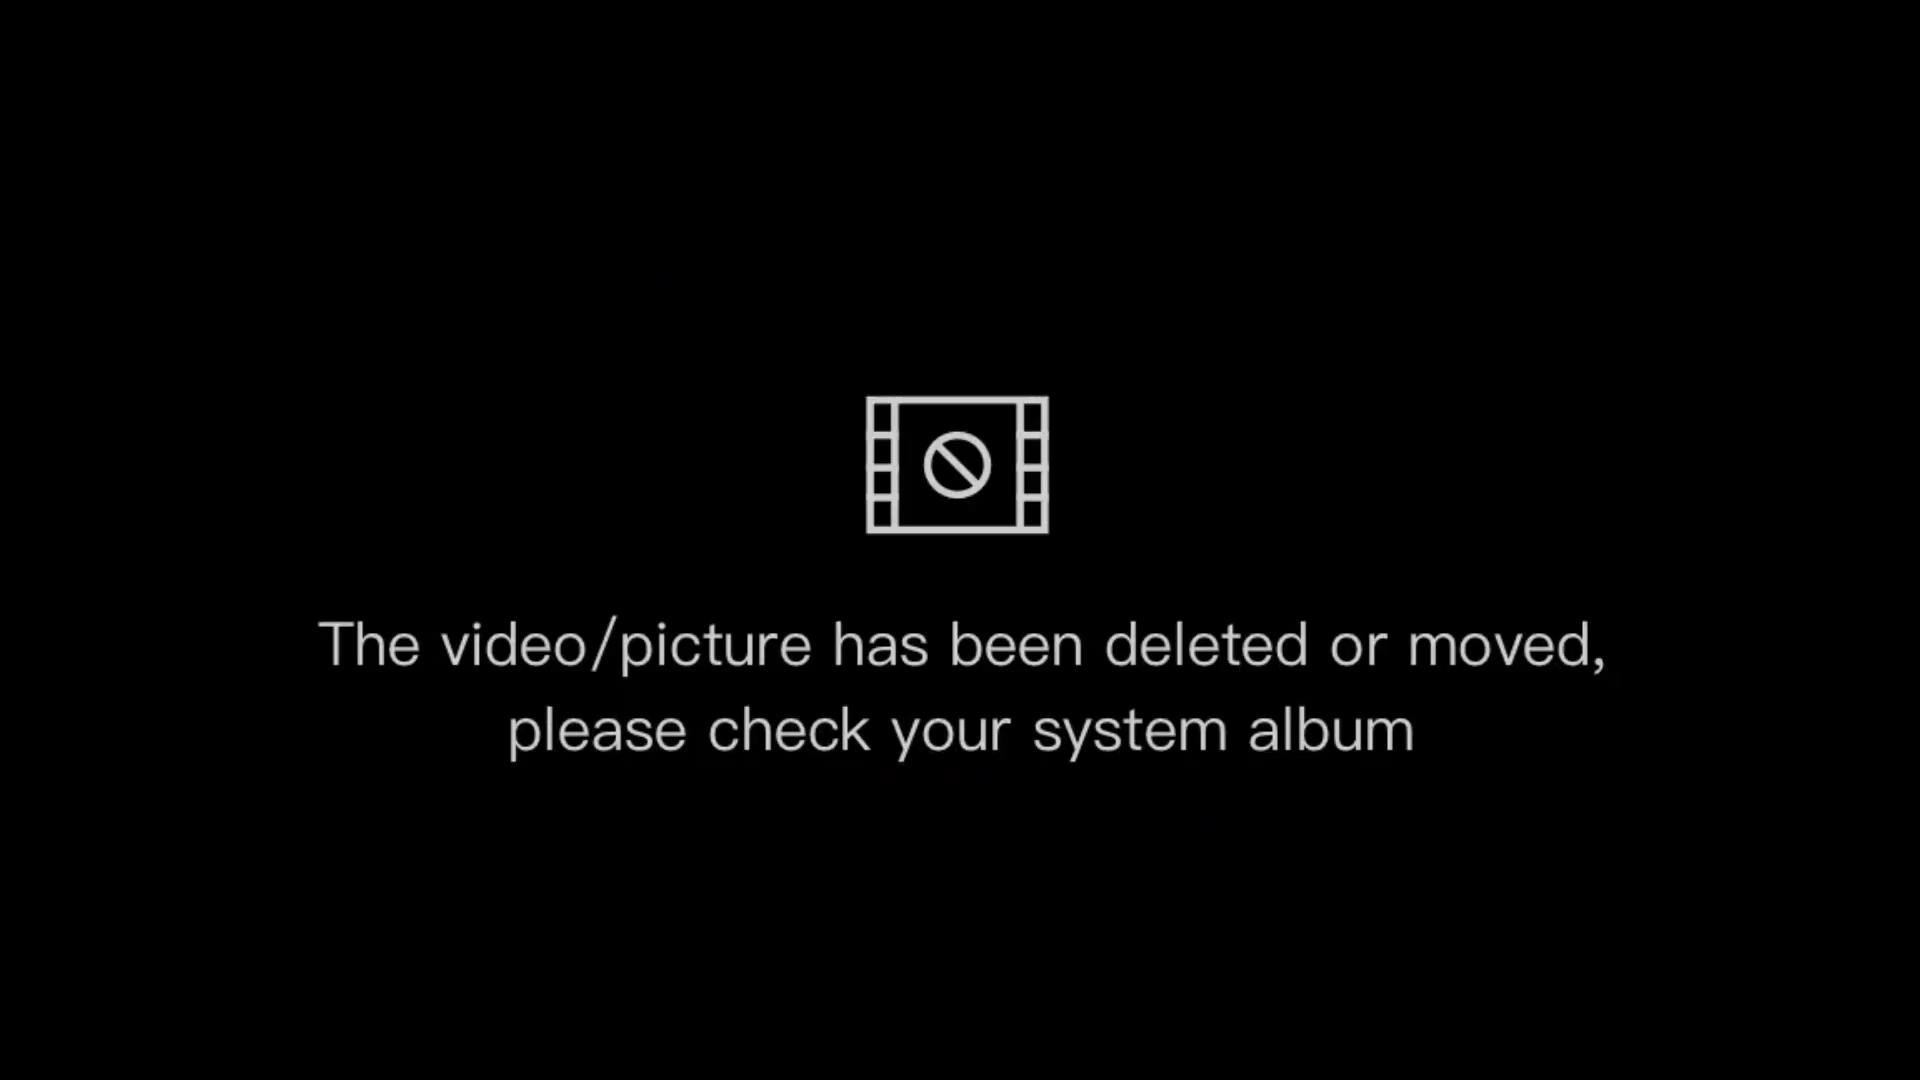 The video/picture has been deleted or moved,
please check your system album